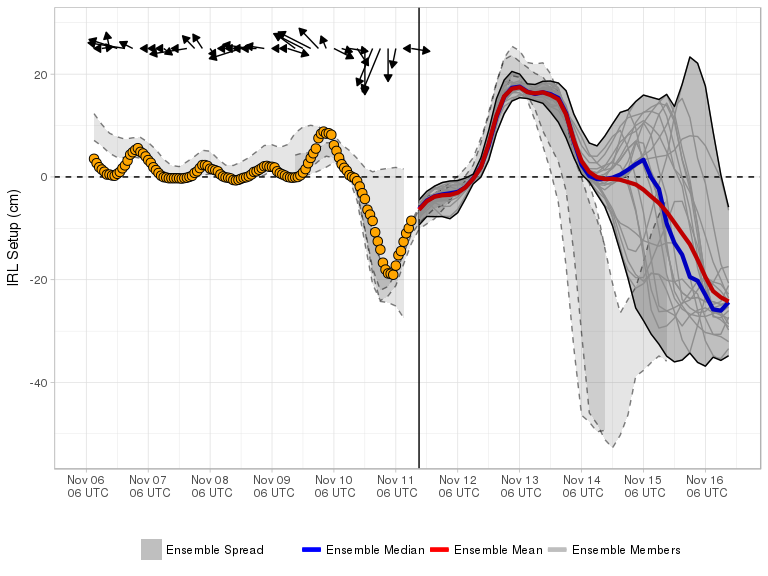 IRL Setup (cm)
20
0
-20
-40
Nov 06 Nov 07 Nov 08 Nov 09 Nov 10 Nov 11 Nov 12 Nov 13 Nov 14 Nov 15 Nov 16
06 UTC 06 UTC 06 UTC 06 UTC 06 UTC 06 UTC 06 UTC 06 UTC 06 UTC 06 UTC 06 UTC
Ensemble Spread Ensemble Median Ensemble Mean Ensemble Members